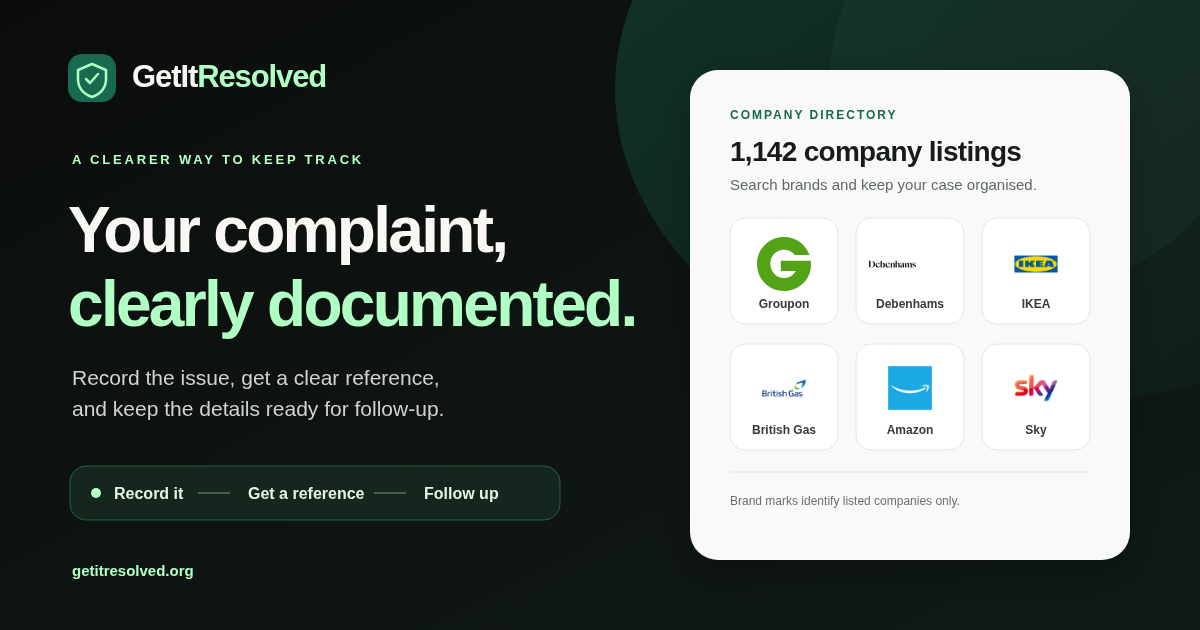 GetItResolved
A CLEARER WAY TO KEEP TRACK
Your complaint,
clearly documented.
Record the issue, get a clear reference,
and keep the details ready for follow-up.
Record it — Get a reference — Follow up
getitresolved.org
COMPANY DIRECTORY
1,142 company listings
Search brands and keep your case organised.
Groupon
Debenhams
Debenhams
IKEA
IKEA
British Gas
British Gas
Amazon
sky
Sky
Brand marks identify listed companies only.